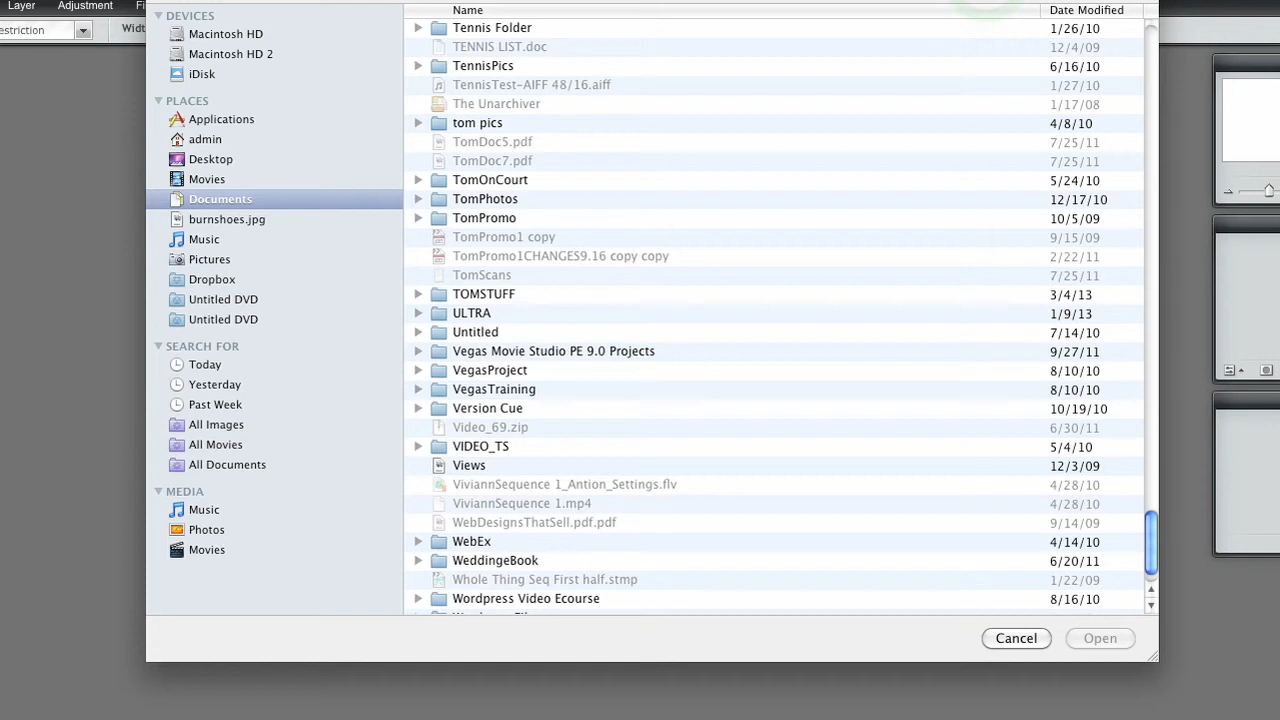 Layer Adjustment Fi
estriction Widt
DEVICES
Macintosh HD
Macintosh HD 2
iDisk
PLACES
Applications
admin
Desktop
Movies
Documents
burnshoes.jpg
Music
Pictures
Dropbox
Untitled DVD
Untitled DVD
SEARCH FOR
Today
Yesterday
Past Week
All Images
All Movies
All Documents
MEDIA
Music
Photos
Movies
Name Date Modified
Tennis Folder 1/26/10
TENNIS LIST.doc 12/4/09
TennisPics 6/16/10
TennisTest-AIFF 48/16.aiff 1/27/10
The Unarchiver 1/17/08
tom pics 4/8/10
TomDoc5.pdf 7/25/11
TomDoc7.pdf 7/25/11
TomOnCourt 5/24/10
TomPhotos 12/17/10
TomPromo 10/5/09
TomPromo1 copy 9/15/09
TomPromo1CHANGES9.16 copy copy 9/22/11
TomScans 7/25/11
TOMSTUFF 2/4/13
ULTRA 1/9/13
Untitled 7/14/10
Vegas Movie Studio PE 9.0 Projects 9/27/11
VegasProject 8/10/10
VegasTraining 8/10/10
Version Cue 10/19/10
Video_69.zip 6/30/11
VIDEO_TS 5/4/10
Views 12/3/09
ViviannSequence 1_Antion_Settings.flv 4/28/10
ViviannSequence 1.mp4 4/28/10
WebDesignsThatSell.pdf.pdf /14/09
WebEx 4/14/10
WeddingeBook 6/20/11
Whole Thing Seq First half.stmp 1/22/09
Wordpress Video Ecourse 8/16/10
Cancel Open